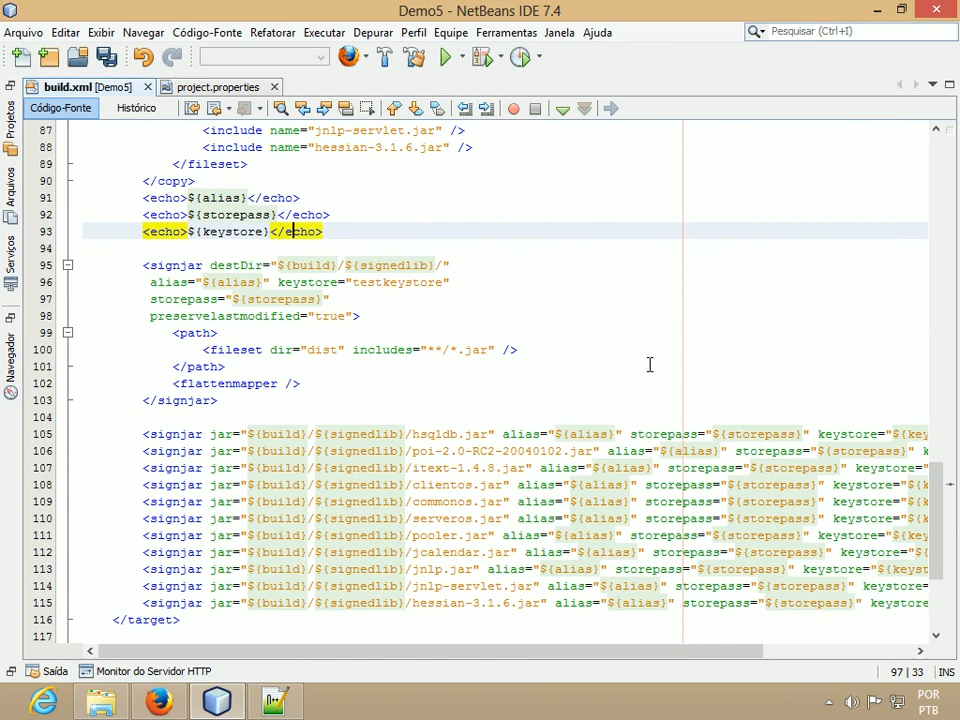 Demo5 - NetBeans IDE 7.4
Arquivo Editar Exibir Navegar Código-Fonte Refatorar Executar Depurar Perfil Equipe Ferramentas Janela Ajuda
Pesquisar (Ctrl+I)
build.xml [Demo5] project.properties
Código-Fonte Histórico
Projetos
Arquivos
Serviços
Navegador
87 <include name="jnlp-servlet.jar" />
88 <include name="hessian-3.1.6.jar" />
89 </fileset>
90 </copy>
91 <echo>${alias}</echo>
92 <echo>${storepass}</echo>
93 <echo>${keystore}</echo>
94
95 <signjar destDir="${build}/${signedlib}/"
96 alias="${alias}" keystore="testkeystore"
97 storepass="${storepass}"
98 preservelastmodified="true">
99 <path>
100 <fileset dir="dist" includes="**/*.jar" />
101 </path>
102 <flattenmapper />
103 </signjar>
104
105 <signjar jar="${build}/${signedlib}/hsqldb.jar" alias="${alias}" storepass="${storepass}" keystore="${key
106 <signjar jar="${build}/${signedlib}/poi-2.0-RC2-20040102.jar" alias="${alias}" storepass="${storepass}" k
107 <signjar jar="${build}/${signedlib}/itext-1.4.8.jar" alias="${alias}" storepass="${storepass}" keystore="
108 <signjar jar="${build}/${signedlib}/clientos.jar" alias="${alias}" storepass="${storepass}" keystore="${k
109 <signjar jar="${build}/${signedlib}/commonos.jar" alias="${alias}" storepass="${storepass}" keystore="${k
110 <signjar jar="${build}/${signedlib}/serveros.jar" alias="${alias}" storepass="${storepass}" keystore="${k
111 <signjar jar="${build}/${signedlib}/pooler.jar" alias="${alias}" storepass="${storepass}" keystore="${key
112 <signjar jar="${build}/${signedlib}/jcalendar.jar" alias="${alias}" storepass="${storepass}" keystore="${
113 <signjar jar="${build}/${signedlib}/jnlp.jar" alias="${alias}" storepass="${storepass}" keystore="${keyst
114 <signjar jar="${build}/${signedlib}/jnlp-servlet.jar" alias="${alias}" storepass="${storepass}" keystore=
115 <signjar jar="${build}/${signedlib}/hessian-3.1.6.jar" alias="${alias}" storepass="${storepass}" keystore
116 </target>
117
Saída Monitor do Servidor HTTP
97 / 33 INS
POR
PTB